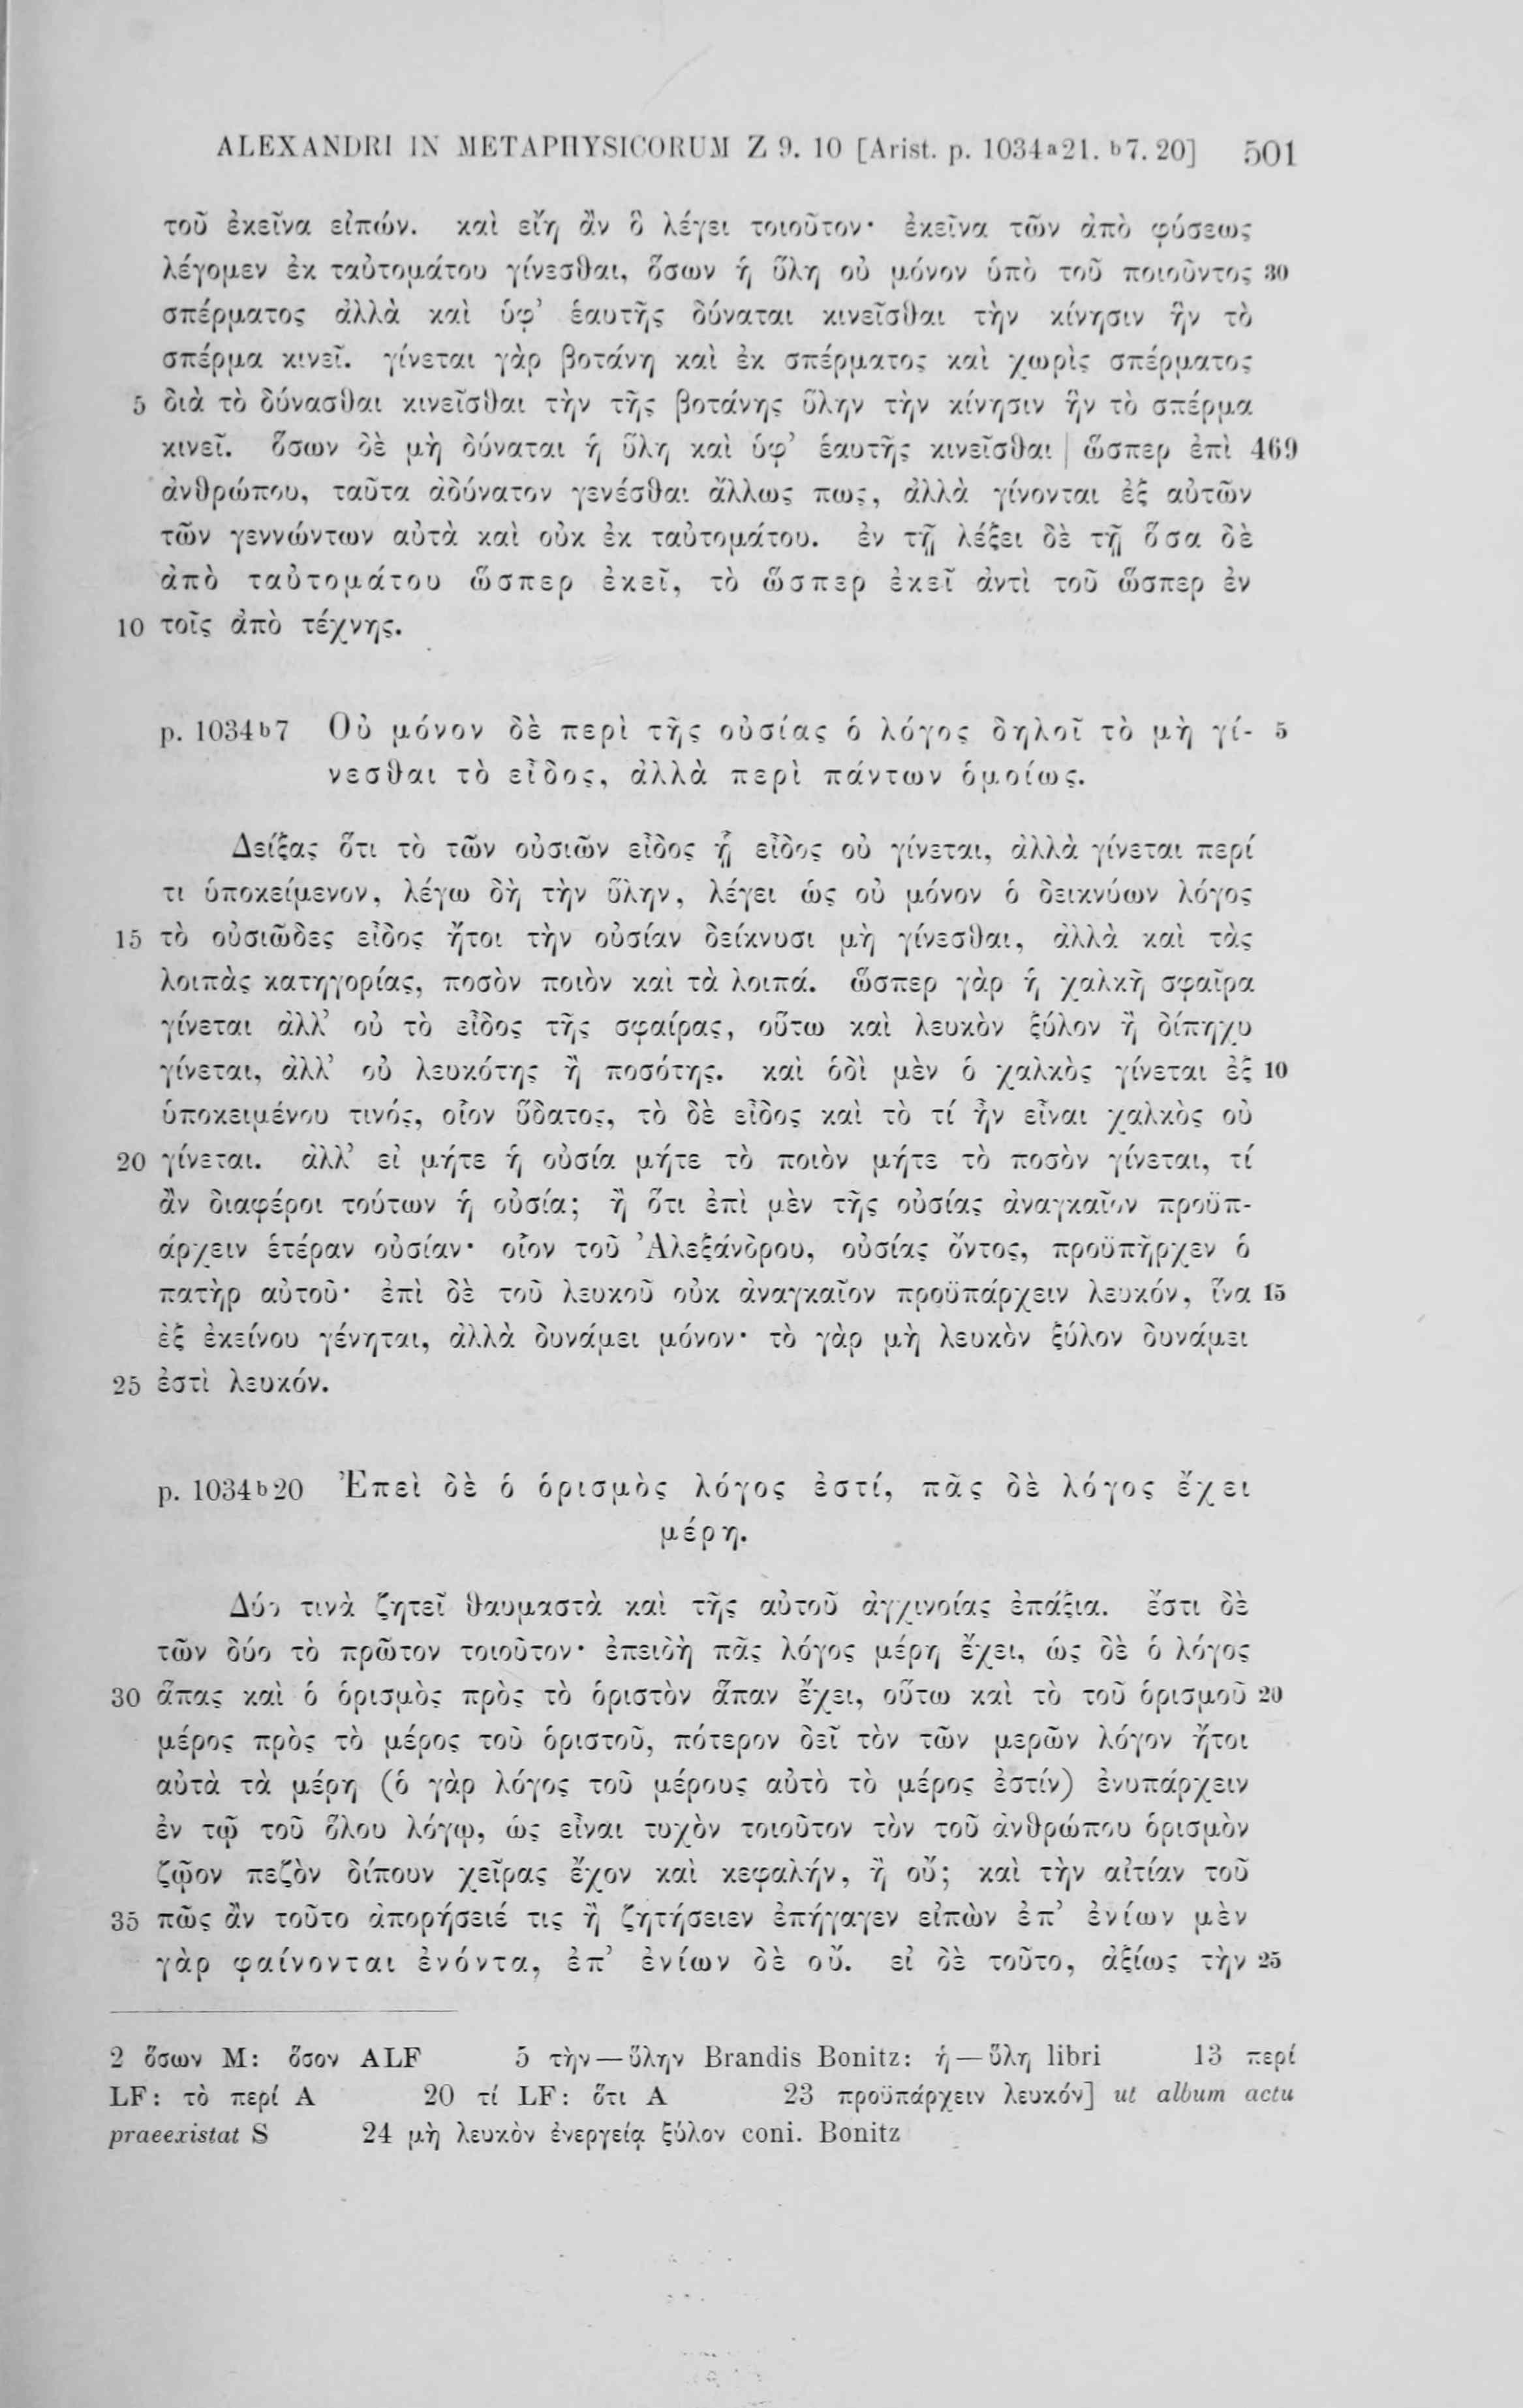 ALEXANDRI IN METAPHYSICORUM Z 9. 10 [Arist. p. 1034a21. b7. 20] 501
τοῦ ἐκεῖνα εἰπών. καὶ εἴη ἂν ὃ λέγει τοιοῦτον· ἐκεῖνα τῶν ἀπὸ φύσεως
λέγομεν ἐκ ταὐτομάτου γίνεσθαι, ὅσων ἡ ὕλη οὐ μόνον ὑπὸ τοῦ ποιοῦντος 30
σπέρματος ἀλλὰ καὶ ὑφ’ ἑαυτῆς δύναται κινεῖσθαι τὴν κίνησιν ἣν τὸ
σπέρμα κινεῖ. γίνεται γὰρ βοτάνη καὶ ἐκ σπέρματος καὶ χωρὶς σπέρματος
5 διὰ τὸ δύνασθαι κινεῖσθαι τὴν τῆς βοτάνης ὕλην τὴν κίνησιν ἣν τὸ σπέρμα
κινεῖ. ὅσων δὲ μὴ δύναται ἡ ὕλη καὶ ὑφ’ ἑαυτῆς κινεῖσθαι | ὥσπερ ἐπὶ 469
ἀνθρώπου, ταῦτα ἀδύνατον γενέσθαι ἄλλως πως, ἀλλὰ γίνονται ἐξ αὐτῶν
τῶν γεννώντων αὐτὰ καὶ οὐκ ἐκ ταὐτομάτου. ἐν τῇ λέξει δὲ τῇ ὅσα δὲ
ἀπὸ ταὐτομάτου ὥσπερ ἐκεῖ, τὸ ὥσπερ ἐκεῖ ἀντὶ τοῦ ὥσπερ ἐν
10 τοῖς ἀπὸ τέχνης.
p. 1034b7 Οὐ μόνον δὲ περὶ τῆς οὐσίας ὁ λόγος δηλοῖ τὸ μὴ γί- 5
νεσθαι τὸ εἶδος, ἀλλὰ περὶ πάντων ὁμοίως.
Δείξας ὅτι τὸ τῶν οὐσιῶν εἶδος ᾗ εἶδος οὐ γίνεται, ἀλλὰ γίνεται περί
τι ὑποκείμενον, λέγω δὴ τὴν ὕλην, λέγει ὡς οὐ μόνον ὁ δεικνύων λόγος
15 τὸ οὐσιῶδες εἶδος ἤτοι τὴν οὐσίαν δείκνυσι μὴ γίνεσθαι, ἀλλὰ καὶ τὰς
λοιπὰς κατηγορίας, ποσὸν ποιὸν καὶ τὰ λοιπά. ὥσπερ γὰρ ἡ χαλκῆ σφαῖρα
γίνεται ἀλλ’ οὐ τὸ εἶδος τῆς σφαίρας, οὕτω καὶ λευκὸν ξύλον ἢ δίπηχυ
γίνεται, ἀλλ’ οὐ λευκότης ἢ ποσότης. καὶ ὁδὶ μὲν ὁ χαλκὸς γίνεται ἐξ 10
ὑποκειμένου τινός, οἷον ὕδατος, τὸ δὲ εἶδος καὶ τὸ τί ἦν εἶναι χαλκὸς οὐ
20 γίνεται. ἀλλ’ εἰ μήτε ἡ οὐσία μήτε τὸ ποιὸν μήτε τὸ ποσὸν γίνεται, τί
ἂν διαφέροι τούτων ἡ οὐσία; ἢ ὅτι ἐπὶ μὲν τῆς οὐσίας ἀναγκαῖον προϋπ-
άρχειν ἑτέραν οὐσίαν· οἷον τοῦ Ἀλεξάνδρου, οὐσίας ὄντος, προϋπῆρχεν ὁ
πατὴρ αὐτοῦ· ἐπὶ δὲ τοῦ λευκοῦ οὐκ ἀναγκαῖον προϋπάρχειν λευκόν, ἵνα 15
ἐξ ἐκείνου γένηται, ἀλλὰ δυνάμει μόνον· τὸ γὰρ μὴ λευκὸν ξύλον δυνάμει
25 ἐστὶ λευκόν.
p. 1034b20 Ἐπεὶ δὲ ὁ ὁρισμὸς λόγος ἐστί, πᾶς δὲ λόγος ἔχει
μέρη.
Δύο τινὰ ζητεῖ θαυμαστὰ καὶ τῆς αὐτοῦ ἀγχινοίας ἐπάξια. ἔστι δὲ
τῶν δύο τὸ πρῶτον τοιοῦτον· ἐπειδὴ πᾶς λόγος μέρη ἔχει, ὡς δὲ ὁ λόγος
30 ἅπας καὶ ὁ ὁρισμὸς πρὸς τὸ ὁριστὸν ἅπαν ἔχει, οὕτω καὶ τὸ τοῦ ὁρισμοῦ 20
μέρος πρὸς τὸ μέρος τοῦ ὁριστοῦ, πότερον δεῖ τὸν τῶν μερῶν λόγον ἤτοι
αὐτὰ τὰ μέρη (ὁ γὰρ λόγος τοῦ μέρους αὐτὸ τὸ μέρος ἐστίν) ἐνυπάρχειν
ἐν τῷ τοῦ ὅλου λόγῳ, ὡς εἶναι τυχὸν τοιοῦτον τὸν τοῦ ἀνθρώπου ὁρισμὸν
ζῷον πεζὸν δίπουν χεῖρας ἔχον καὶ κεφαλήν, ἢ οὔ; καὶ τὴν αἰτίαν τοῦ
35 πῶς ἂν τοῦτο ἀπορήσειέ τις ἢ ζητήσειεν ἐπήγαγεν εἰπὼν ἐπ’ ἐνίων μὲν
γὰρ φαίνονται ἐνόντα, ἐπ’ ἐνίων δὲ οὔ. εἰ δὲ τοῦτο, ἀξίως τὴν 25
2 ὅσων M: ὅσον ALF 5 τὴν—ὕλην Brandis Bonitz: ἡ—ὕλη libri 13 περί
LF: τὸ περί A 20 τί LF: ὅτι A 23 προϋπάρχειν λευκόν] ut album actu
praeexistat S 24 μὴ λευκὸν ἐνεργείᾳ ξύλον coni. Bonitz